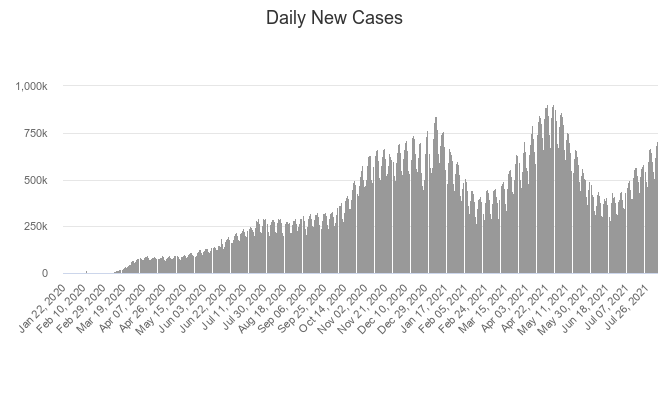 Daily New Cases
1,000k
750k
500k
250k
0
Jan 22, 2020
Feb 10, 2020
Feb 29, 2020
Mar 19, 2020
Apr 07, 2020
Apr 26, 2020
May 15, 2020
Jun 03, 2020
Jun 22, 2020
Jul 11, 2020
Jul 30, 2020
Aug 18, 2020
Sep 06, 2020
Sep 25, 2020
Oct 14, 2020
Nov 02, 2020
Nov 21, 2020
Dec 10, 2020
Dec 29, 2020
Jan 17, 2021
Feb 05, 2021
Feb 24, 2021
Mar 15, 2021
Apr 03, 2021
Apr 22, 2021
May 11, 2021
May 30, 2021
Jun 18, 2021
Jul 07, 2021
Jul 26, 2021